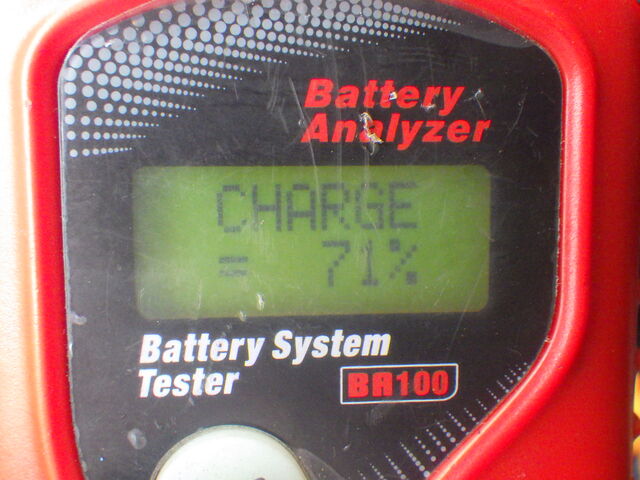 Battery
Analyzer
CHARGE
= 71%
Battery System
Tester BA100